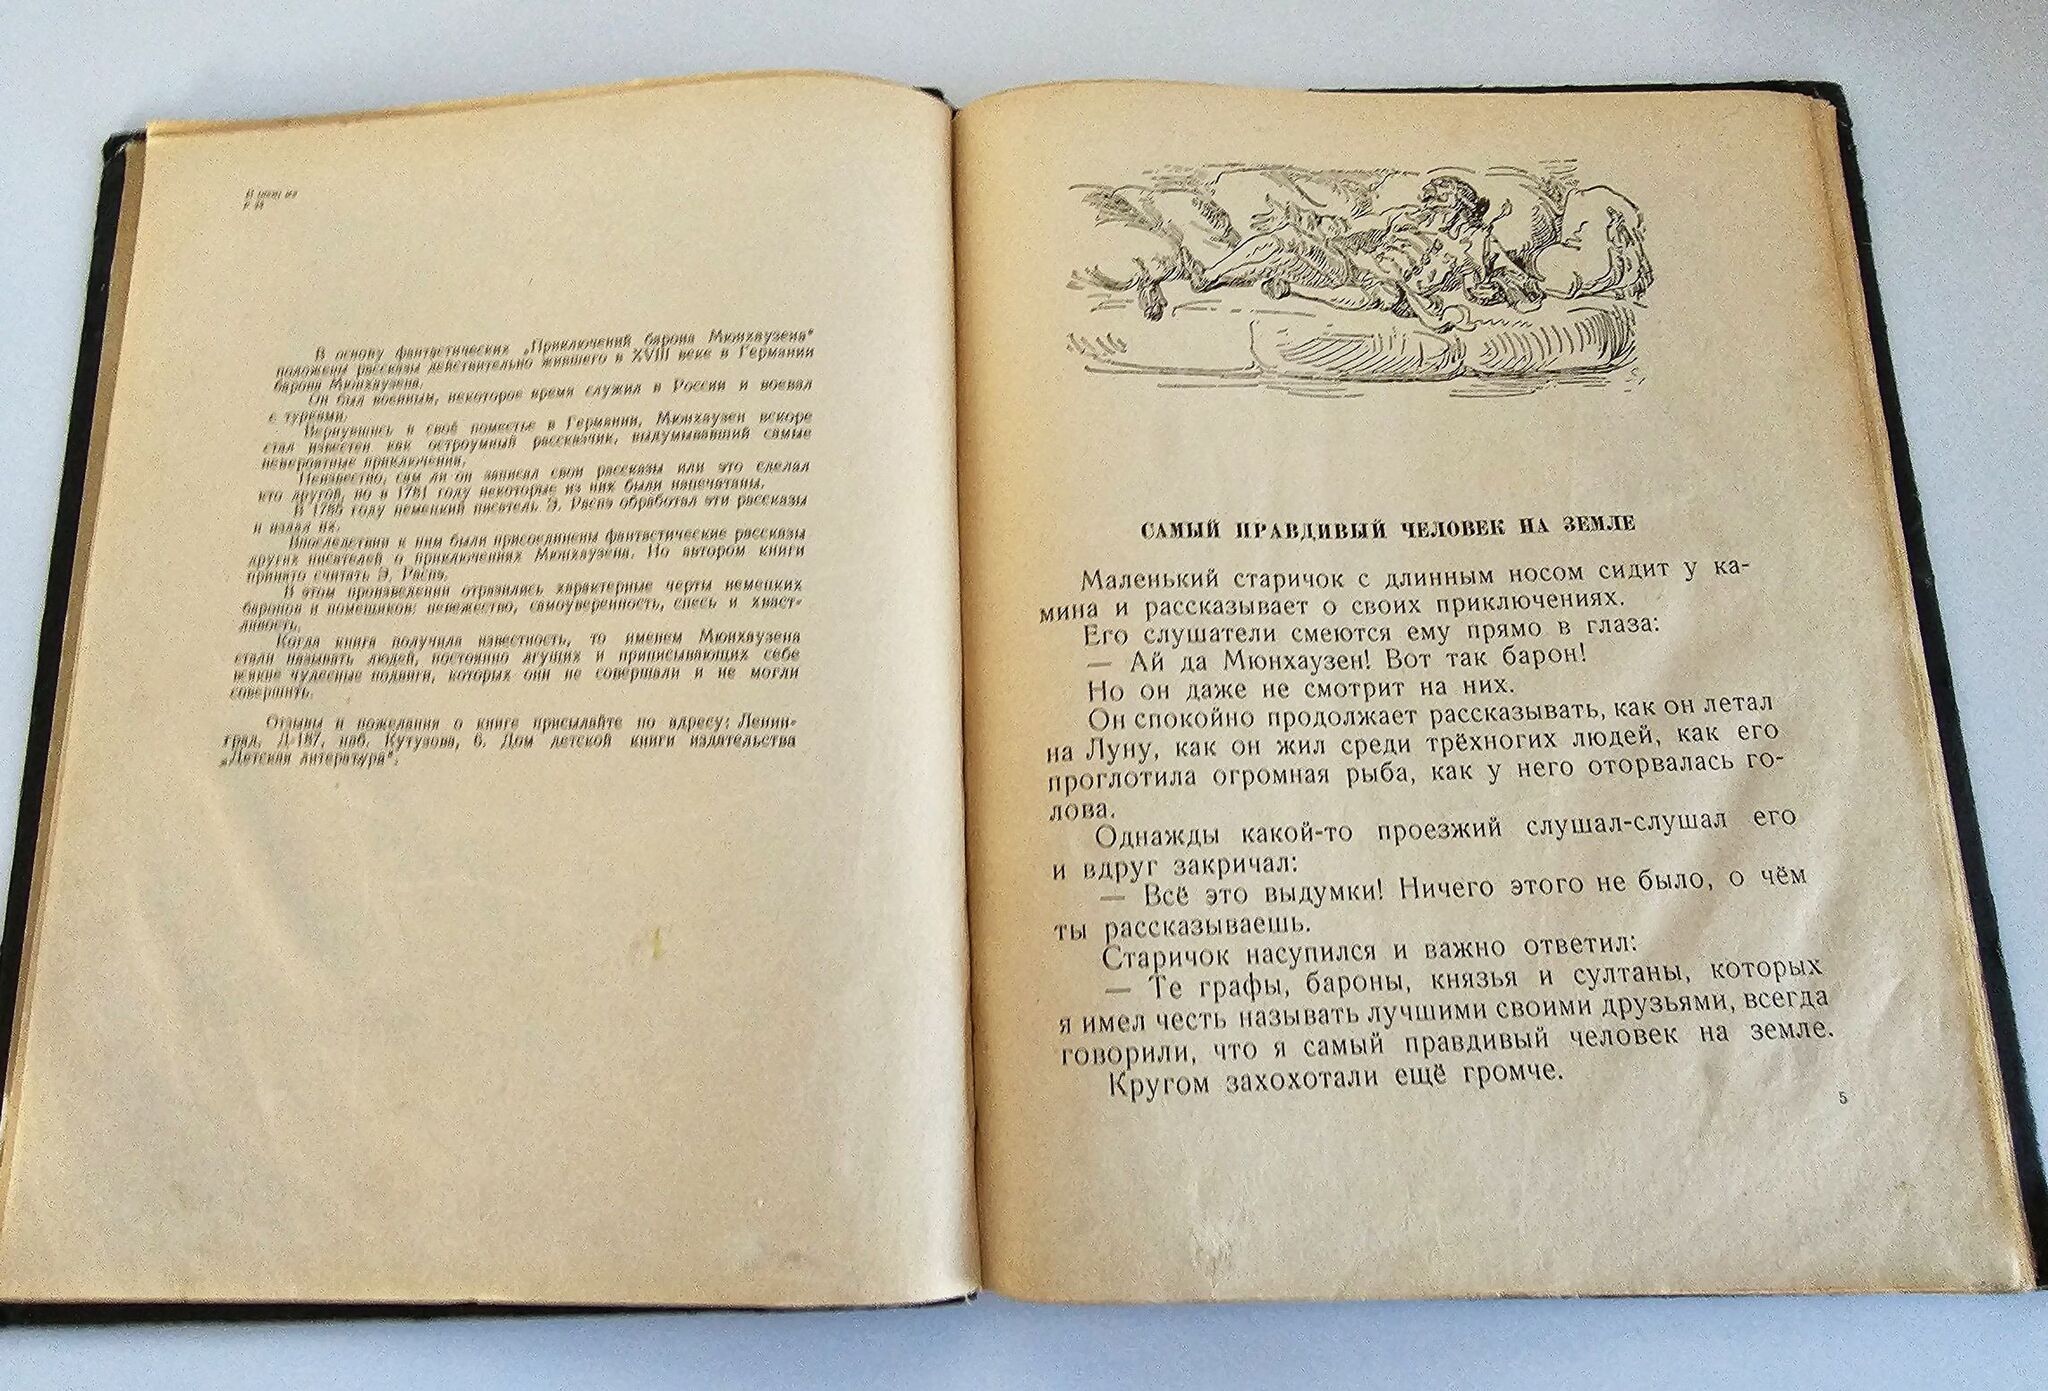 В основу фантастических „Приключений барона Мюнхаузена“
положены рассказы действительно жившего в XVIII веке в Германии
барона Мюнхаузена.
Он был военным, некоторое время служил в России и воевал
с турками.
Вернувшись в своё поместье в Германии, Мюнхаузен вскоре
стал известен как остроумный рассказчик, выдумывавший самые
невероятные приключения.
Неизвестно, сам ли он записал свои рассказы или это сделал
кто другой, но в 1781 году некоторые из них были напечатаны.
В 1785 году немецкий писатель Э. Распэ обработал эти рассказы
и издал их.
Впоследствии к ним были присоединены фантастические рассказы
других писателей о приключениях Мюнхаузена. Но автором книги
принято считать Э. Распэ.
В этом произведении отразились характерные черты немецких
баронов и помещиков: невежество, самоуверенность, спесь и хваст-
ливость.
Когда книга получила известность, то именем Мюнхаузена
стали называть людей, постоянно лгущих и приписывающих себе
всякие чудесные подвиги, которых они не совершали и не могли
совершить.
Отзывы и пожелания о книге присылайте по адресу: Ленин-
град, Д-187, наб. Кутузова, 6. Дом детской книги издательства
„Детская литература“.
САМЫЙ ПРАВДИВЫЙ ЧЕЛОВЕК НА ЗЕМЛЕ
Маленький старичок с длинным носом сидит у ка-
мина и рассказывает о своих приключениях.
Его слушатели смеются ему прямо в глаза:
— Ай да Мюнхаузен! Вот так барон!
Но он даже не смотрит на них.
Он спокойно продолжает рассказывать, как он летал
на Луну, как он жил среди трёхногих людей, как его
проглотила огромная рыба, как у него оторвалась го-
лова.
Однажды какой-то проезжий слушал-слушал его
и вдруг закричал:
— Всё это выдумки! Ничего этого не было, о чём
ты рассказываешь.
Старичок насупился и важно ответил:
— Те графы, бароны, князья и султаны, которых
я имел честь называть лучшими своими друзьями, всегда
говорили, что я самый правдивый человек на земле.
Кругом захохотали ещё громче.
5